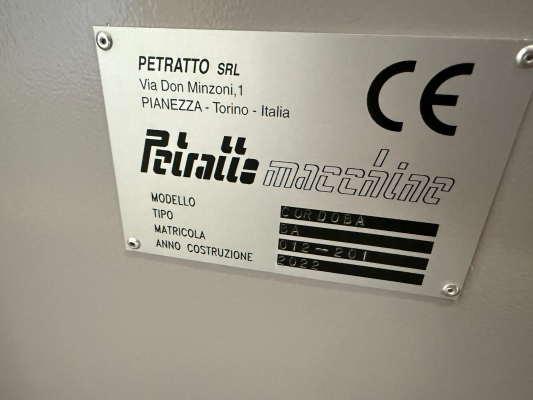 PETRATTO SRL
Via Don Minzoni,1
PIANEZZA - Torino - Italia
CE
Petratto macchine
MODELLO CORDOBA
TIPO BA
MATRICOLA 012-201
ANNO COSTRUZIONE 2022